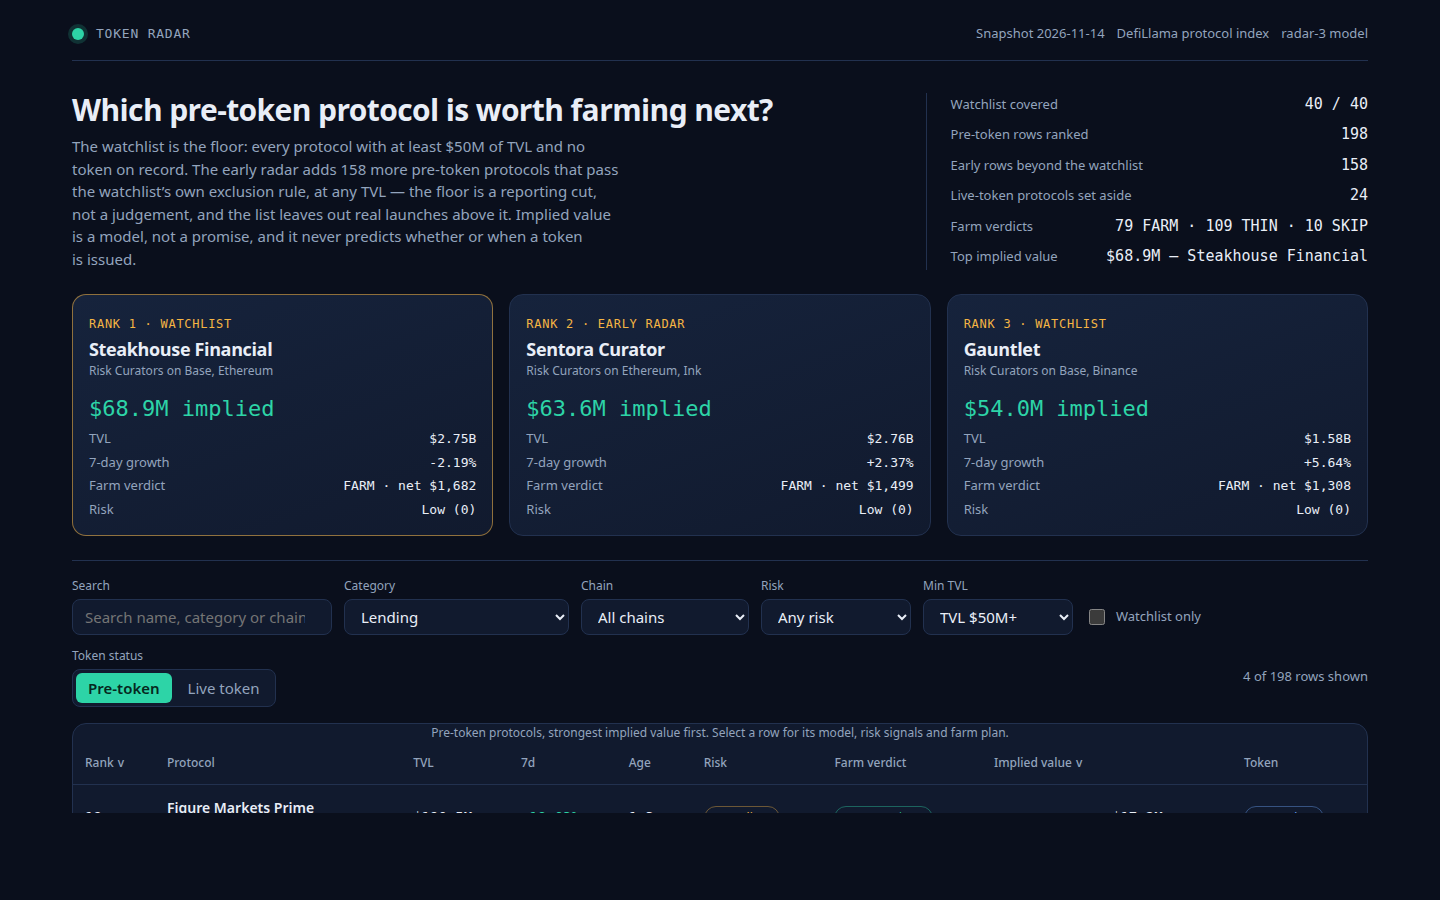 TOKEN RADAR
Snapshot 2026-11-14 DefiLlama protocol index radar-3 model
Which pre-token protocol is worth farming next?
The watchlist is the floor: every protocol with at least $50M of TVL and no
token on record. The early radar adds 158 more pre-token protocols that pass
the watchlist’s own exclusion rule, at any TVL — the floor is a reporting cut,
not a judgement, and the list leaves out real launches above it. Implied value
is a model, not a promise, and it never predicts whether or when a token
is issued.
Watchlist covered 40 / 40
Pre-token rows ranked 198
Early rows beyond the watchlist 158
Live-token protocols set aside 24
Farm verdicts 79 FARM · 109 THIN · 10 SKIP
Top implied value $68.9M — Steakhouse Financial
RANK 1 · WATCHLIST
Steakhouse Financial
Risk Curators on Base, Ethereum
$68.9M implied
TVL $2.75B
7-day growth -2.19%
Farm verdict FARM · net $1,682
Risk Low (0)
RANK 2 · EARLY RADAR
Sentora Curator
Risk Curators on Ethereum, Ink
$63.6M implied
TVL $2.76B
7-day growth +2.37%
Farm verdict FARM · net $1,499
Risk Low (0)
RANK 3 · WATCHLIST
Gauntlet
Risk Curators on Base, Binance
$54.0M implied
TVL $1.58B
7-day growth +5.64%
Farm verdict FARM · net $1,308
Risk Low (0)
Search Category Chain Risk Min TVL
Search name, category or chain Lending All chains Any risk TVL $50M+ Watchlist only
Token status
Pre-token Live token
4 of 198 rows shown
Pre-token protocols, strongest implied value first. Select a row for its model, risk signals and farm plan.
Rank v Protocol TVL 7d Age Risk Farm verdict Implied value v Token
Figure Markets Prime